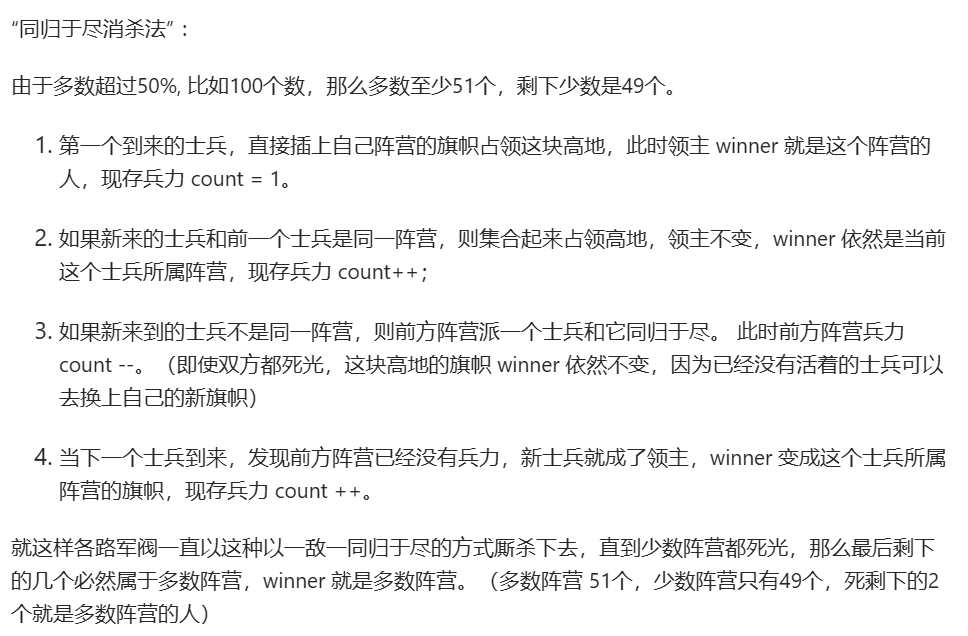 “同归于尽消杀法”：
由于多数超过50%, 比如100个数，那么多数至少51个，剩下少数是49个。
1. 第一个到来的士兵，直接插上自己阵营的旗帜占领这块高地，此时领主 winner 就是这个阵营的
人，现存兵力 count = 1。
2. 如果新来的士兵和前一个士兵是同一阵营，则集合起来占领高地，领主不变，winner 依然是当前
这个士兵所属阵营，现存兵力 count++；
3. 如果新来到的士兵不是同一阵营，则前方阵营派一个士兵和它同归于尽。 此时前方阵营兵力
count --。（即使双方都死光，这块高地的旗帜 winner 依然不变，因为已经没有活着的士兵可以
去换上自己的新旗帜）
4. 当下一个士兵到来，发现前方阵营已经没有兵力，新士兵就成了领主，winner 变成这个士兵所属
阵营的旗帜，现存兵力 count ++。
就这样各路军阀一直以这种以一敌一同归于尽的方式厮杀下去，直到少数阵营都死光，那么最后剩下
的几个必然属于多数阵营，winner 就是多数阵营。（多数阵营 51个，少数阵营只有49个，死剩下的2
个就是多数阵营的人）